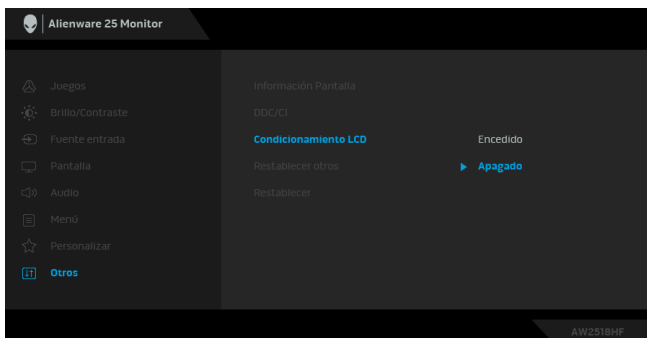 Alienware 25 Monitor
Juegos
Información Pantalla
Brillo/Contraste
DDC/CI
Fuente entrada
Condicionamiento LCD
Encedido
Pantalla
Restablecer otros
Apagado
Audio
Restablecer
Menú
Personalizar
Otros
AW2518HF